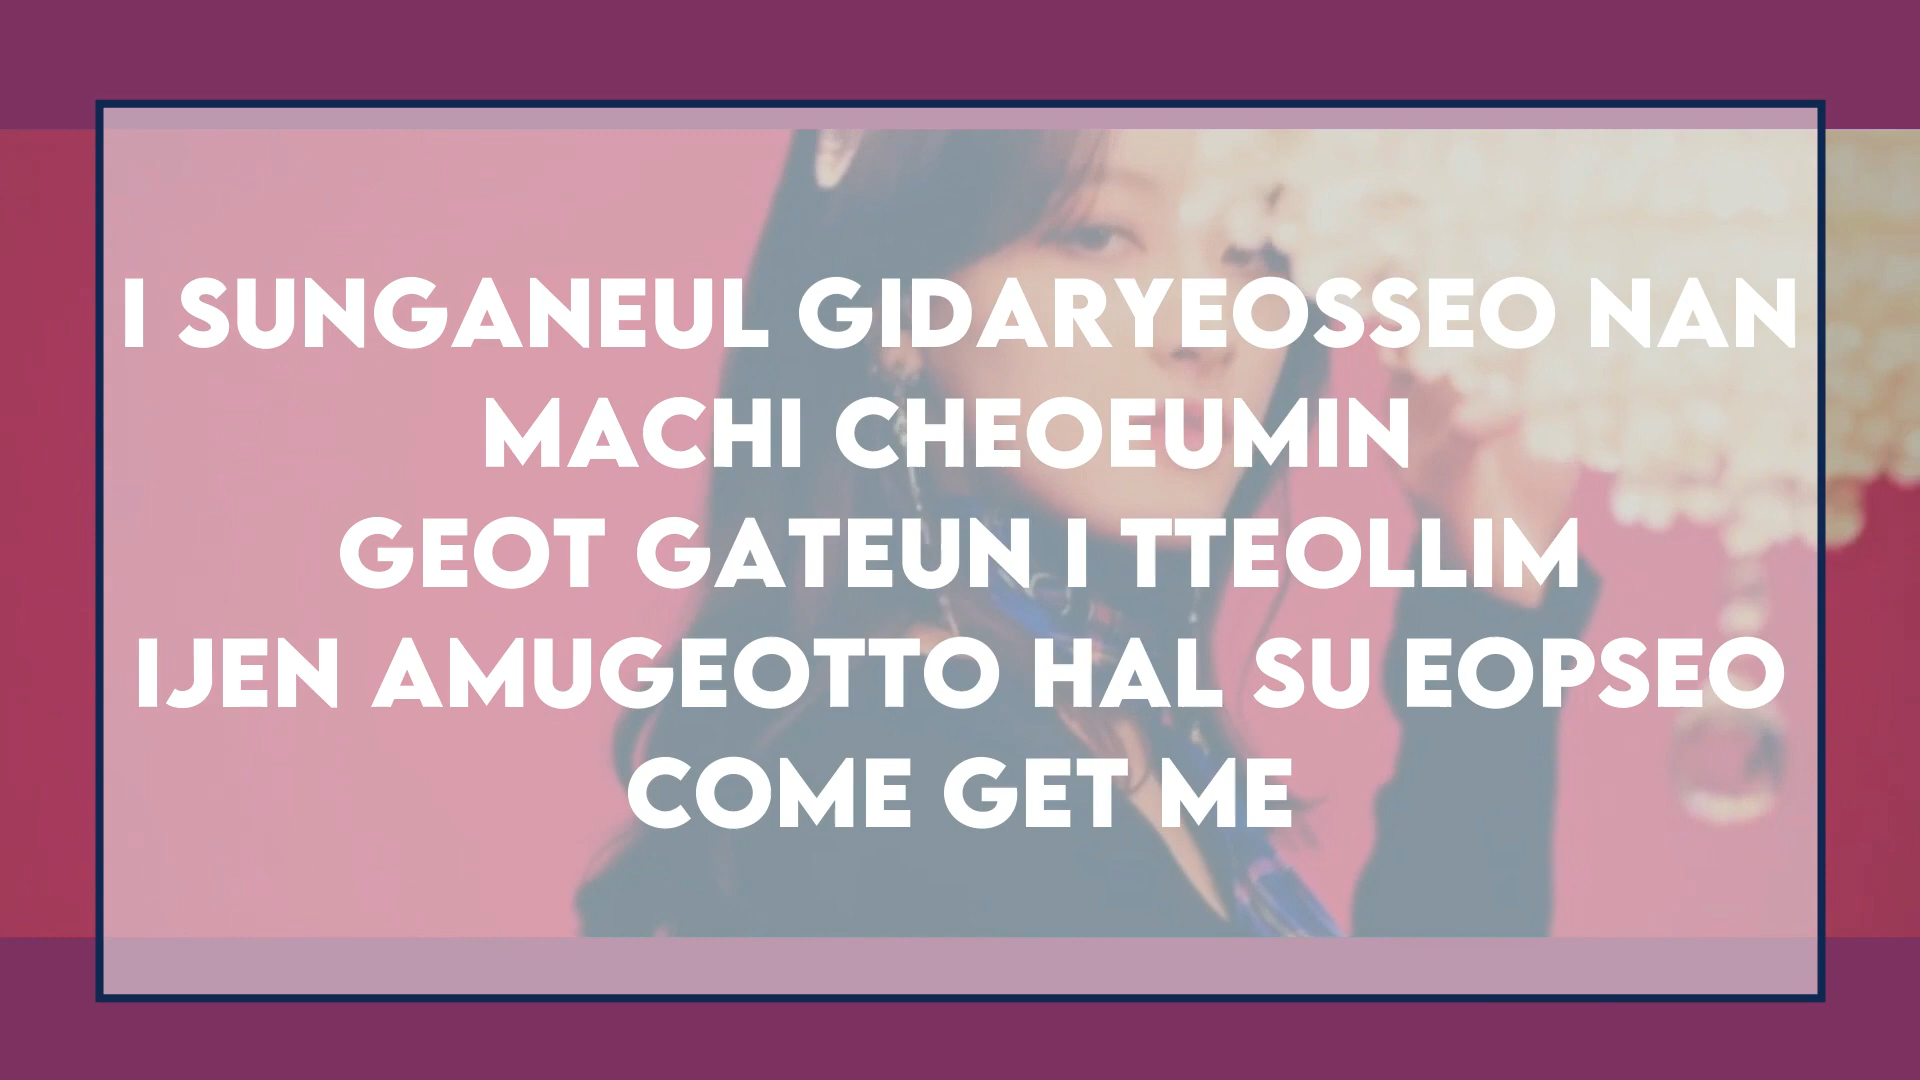 I SUNGANEUL GIDARYEOSSEO NAN
MACHI CHEOEUMIN
GEOT GATEUN I TTEOLLIM
IJEN AMUGEOTTO HAL SU EOPSEO
COME GET ME